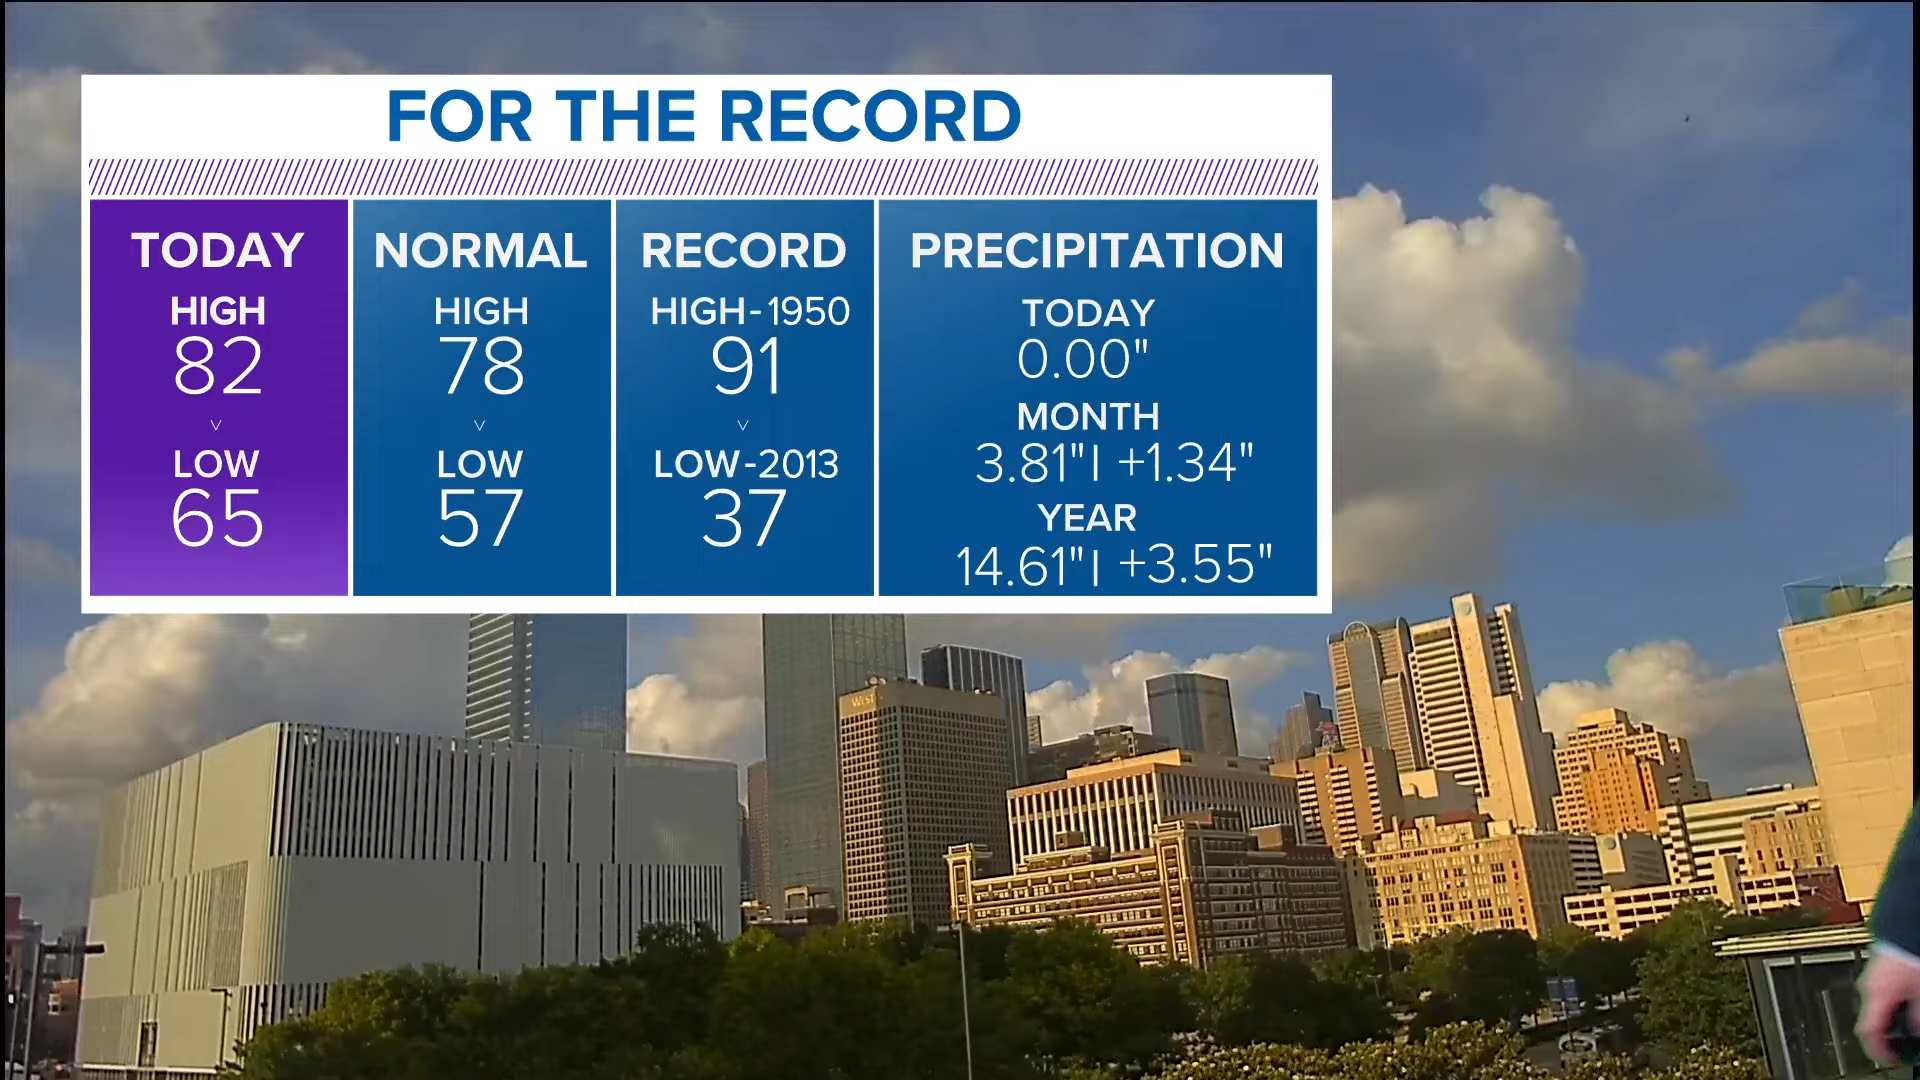 FOR THE RECORD
TODAY
HIGH
82
LOW
65
NORMAL
HIGH
78
LOW
57
RECORD
HIGH-1950
91
LOW-2013
37
PRECIPITATION
TODAY
0.00"
MONTH
3.81"| +1.34"
YEAR
14.61"| +3.55"
WEST